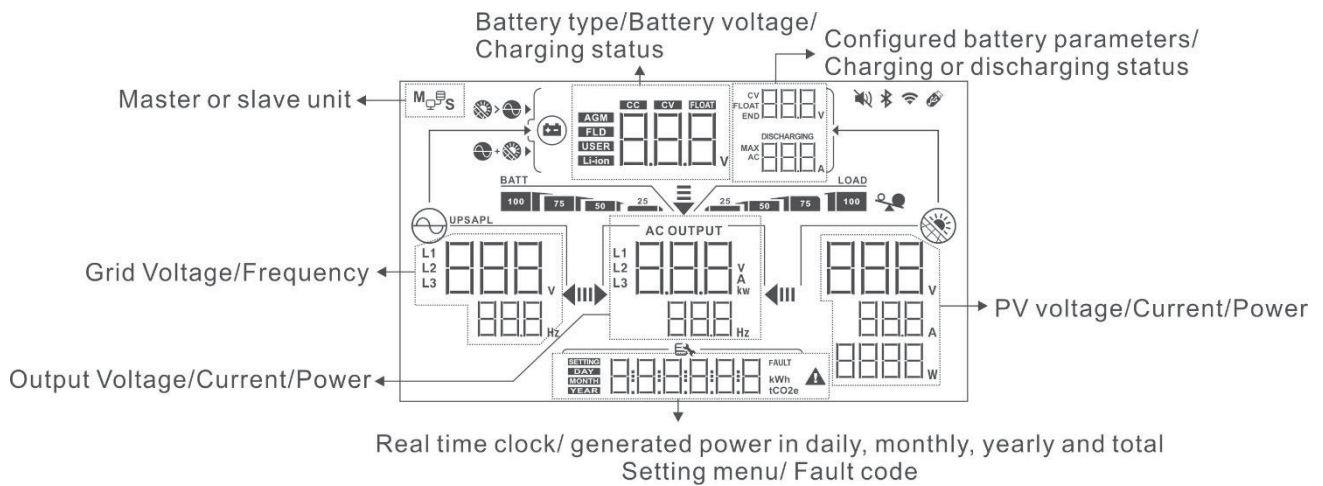 Battery type/Battery voltage/
Charging status
Configured battery parameters/
Charging or discharging status
Master or slave unit
M S
CC CV FLOAT
AGM
FLD
USER
Li-ion
V
CV
FLOAT
END
V
DISCHARGING
MAX
AC
A
BATT
LOAD
100 75 50 25
25 50 75 100
UPSAPL
AC OUTPUT
Grid Voltage/Frequency
L1
L2
L3
V
Hz
L1
L2
L3
V
A
kw
Hz
V
A
W
PV voltage/Current/Power
Output Voltage/Current/Power
SETTING
DAY
MONTH
YEAR
FAULT
kWh
tCO2e
Real time clock/ generated power in daily, monthly, yearly and total
Setting menu/ Fault code